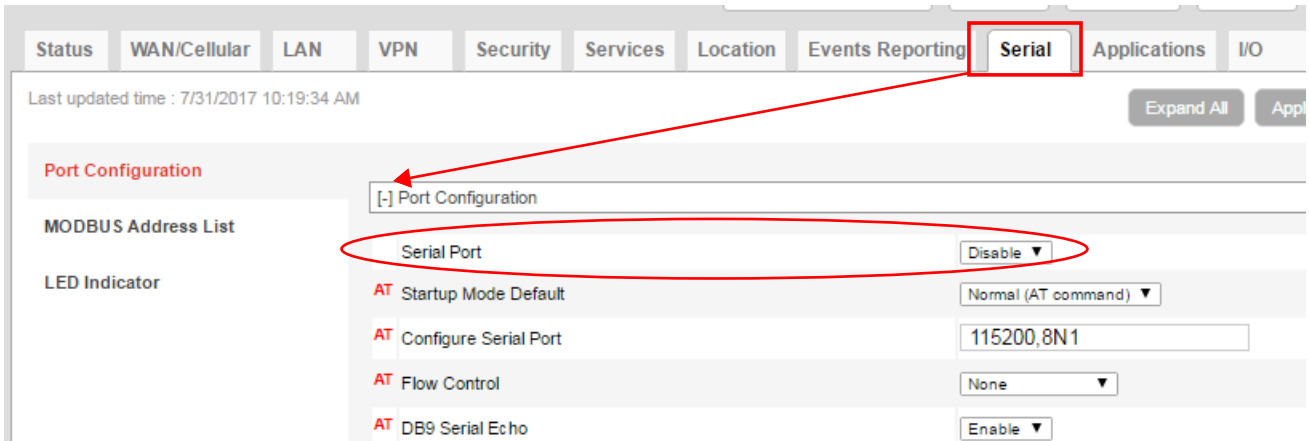 Status WAN/Cellular LAN VPN Security Services Location Events Reporting Serial Applications I/O
Last updated time : 7/31/2017 10:19:34 AM
Expand All Appl
Port Configuration
[-] Port Configuration
MODBUS Address List
Serial Port Disable
LED Indicator
AT Startup Mode Default Normal (AT command)
AT Configure Serial Port 115200,8N1
AT Flow Control None
AT DB9 Serial Echo Enable